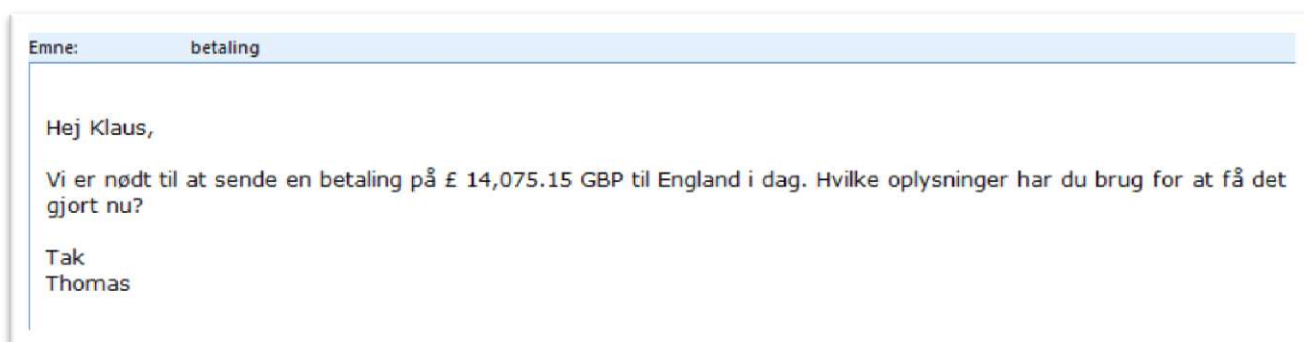 Emne: betaling
Hej Klaus,
Vi er nødt til at sende en betaling på £ 14,075.15 GBP til England i dag. Hvilke oplysninger har du brug for at få det
gjort nu?
Tak
Thomas